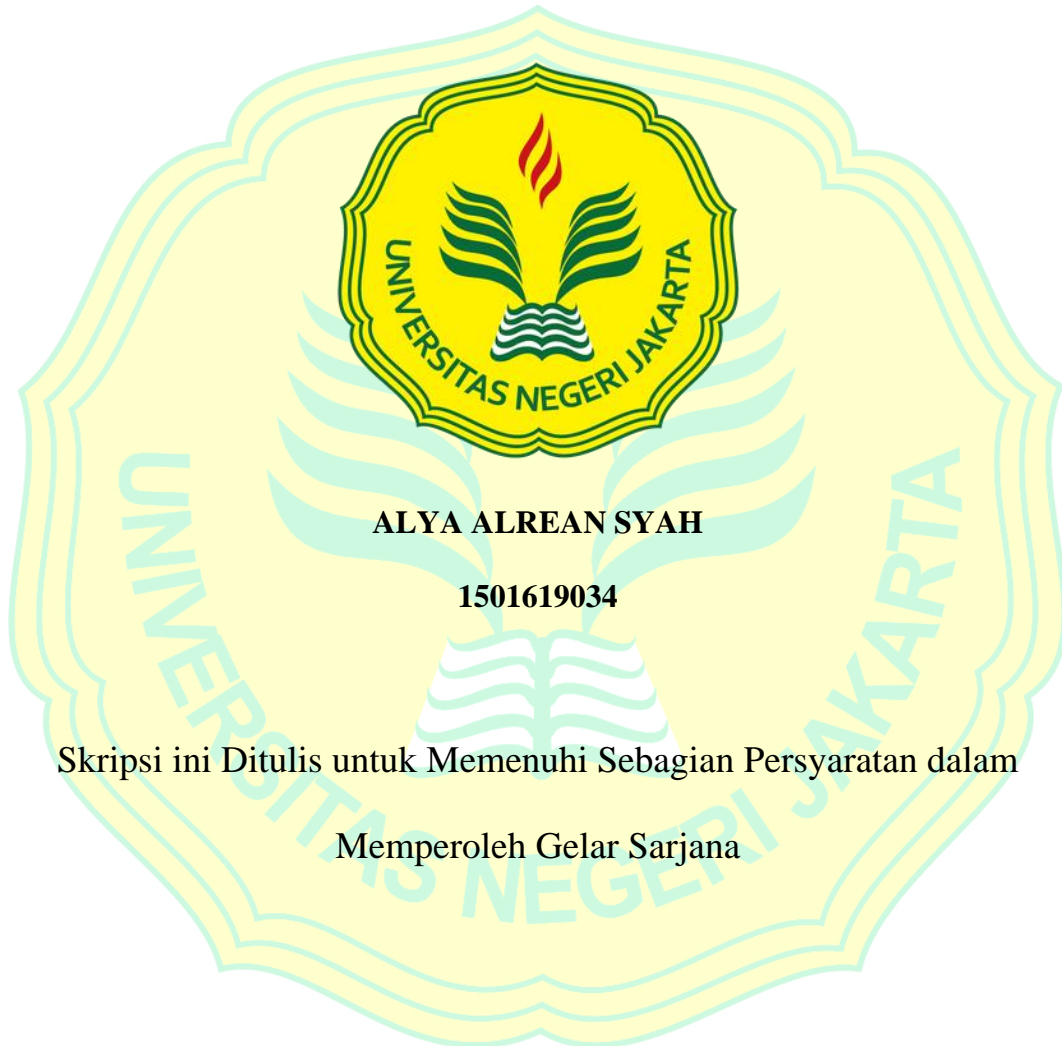 UNIVERSITAS NEGERI JAKARTA
ALYA ALREAN SYAH
1501619034
Skripsi ini Ditulis untuk Memenuhi Sebagian Persyaratan dalam
Memperoleh Gelar Sarjana
UNIVERSITAS NEGERI JAKARTA